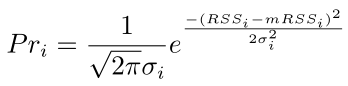 $Pr_i = \frac{1}{\sqrt{2\pi}\sigma_i} e^{\frac{-(RSS_i - mRSS_i)^2}{2\sigma_i^2}}$